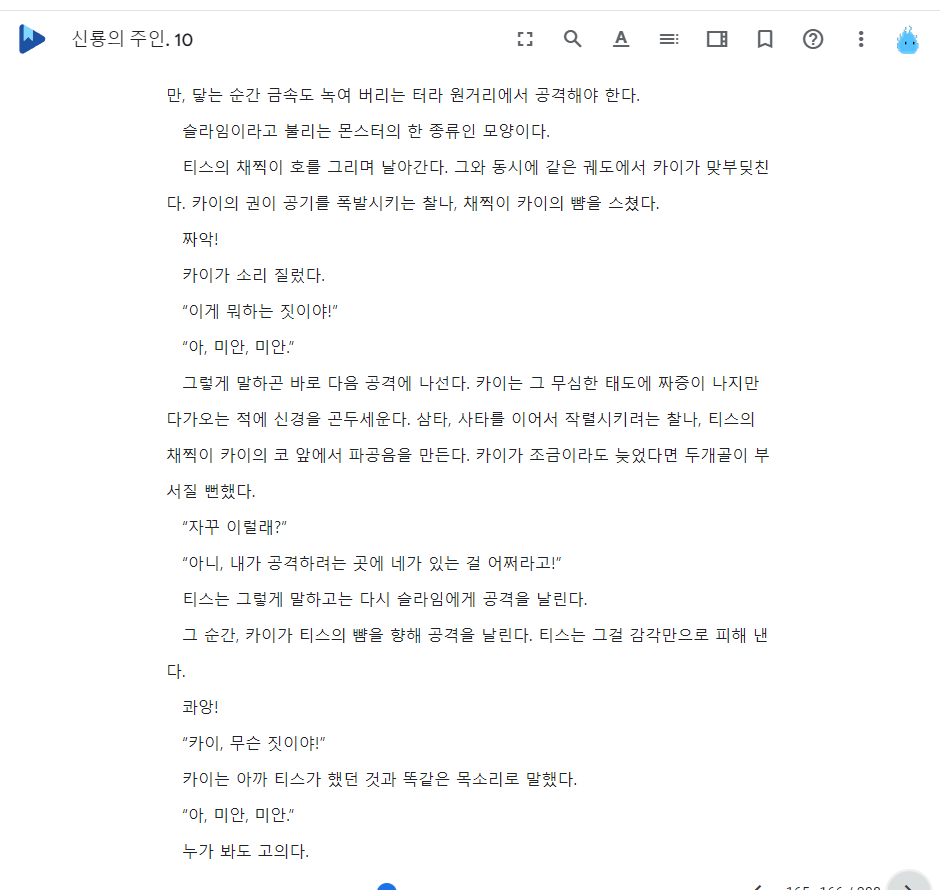 신룡의 주인. 10
만, 닿는 순간 금속도 녹여 버리는 터라 원거리에서 공격해야 한다.
슬라임이라고 불리는 몬스터의 한 종류인 모양이다.
티스의 채찍이 호를 그리며 날아간다. 그와 동시에 같은 궤도에서 카이가 맞부딪친
다. 카이의 권이 공기를 폭발시키는 찰나, 채찍이 카이의 뺨을 스쳤다.
짜악!
카이가 소리 질렀다.
“이게 뭐하는 짓이야!”
“아, 미안, 미안.”
그렇게 말하곤 바로 다음 공격에 나선다. 카이는 그 무심한 태도에 짜증이 나지만
다가오는 적에 신경을 곤두세운다. 삼타, 사타를 이어서 작렬시키려는 찰나, 티스의
채찍이 카이의 코 앞에서 파공음을 만든다. 카이가 조금이라도 늦었다면 두개골이 부
서질 뻔했다.
“자꾸 이럴래?”
“아니, 내가 공격하려는 곳에 네가 있는 걸 어쩌라고!”
티스는 그렇게 말하고는 다시 슬라임에게 공격을 날린다.
그 순간, 카이가 티스의 뺨을 향해 공격을 날린다. 티스는 그걸 감각만으로 피해 낸
다.
콰앙!
“카이, 무슨 짓이야!”
카이는 아까 티스가 했던 것과 똑같은 목소리로 말했다.
“아, 미안, 미안.”
누가 봐도 고의다.